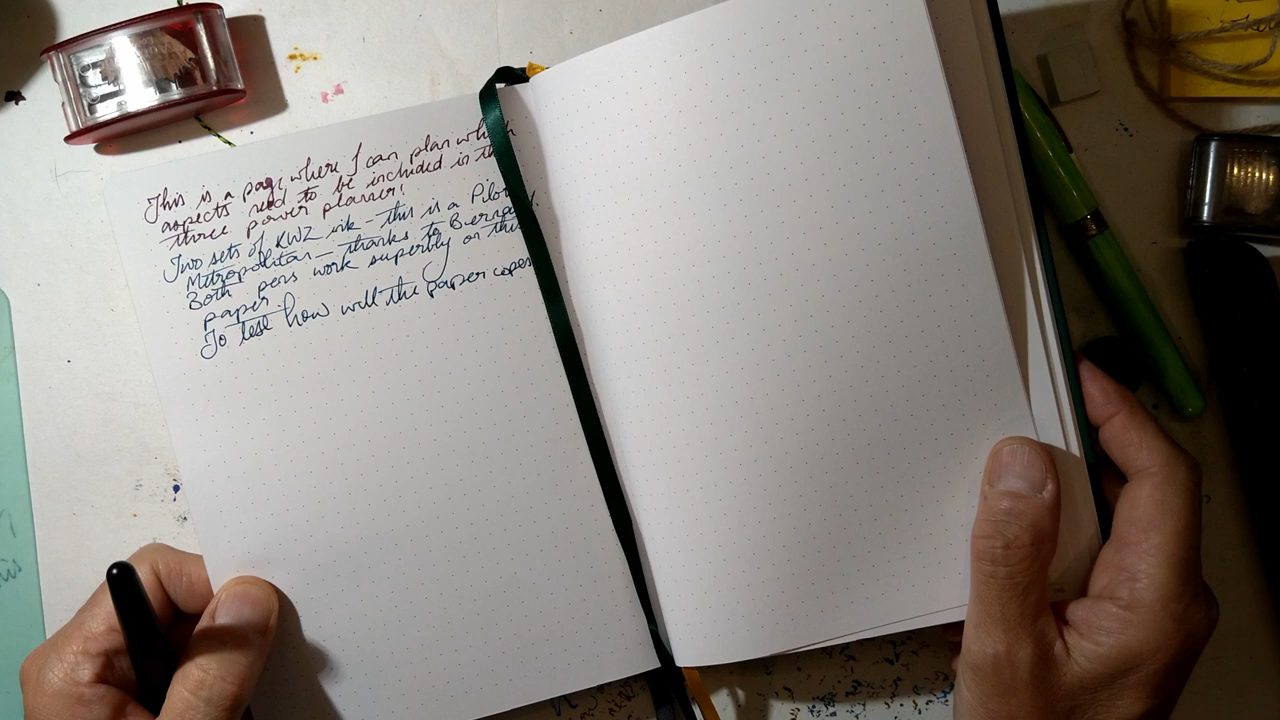 This is a page where I can plan which
aspects need to be included in the
three power planner!
Two sets of KWZ ink – this is a Pilot
Metropolitan – thanks to
Both pens work superbly on this
paper
To test how will the paper copes